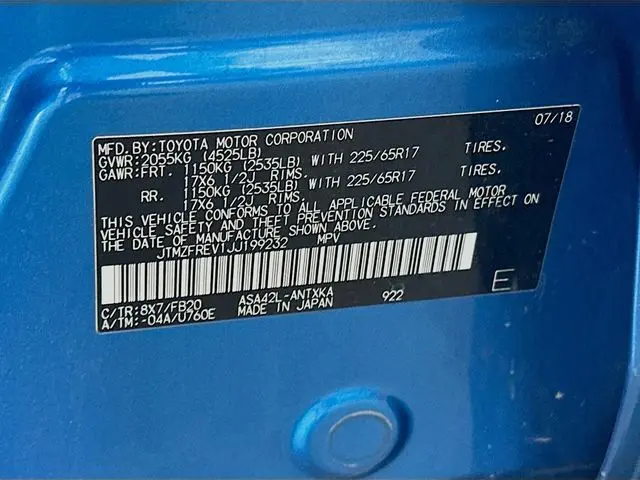 MFD. BY: TOYOTA MOTOR CORPORATION 07/18
GVWR: 2055KG (4525LB)
GAWR: FRT. 1150KG (2535LB) WITH 225/65R17 TIRES.
17X6 1/2J RIMS.
RR. 1150KG (2535LB) WITH 225/65R17 TIRES.
17X6 1/2J RIMS.
THIS VEHICLE CONFORMS TO ALL APPLICABLE FEDERAL MOTOR
VEHICLE SAFETY AND THEFT PREVENTION STANDARDS IN EFFECT ON
THE DATE OF MANUFACTURE SHOWN ABOVE.
JTMZFREV1JJ199232 MPV
C/TR: 8X7/FB20 ASA42L-ANTXKA 922 E
A/TM: -04A/U760E MADE IN JAPAN